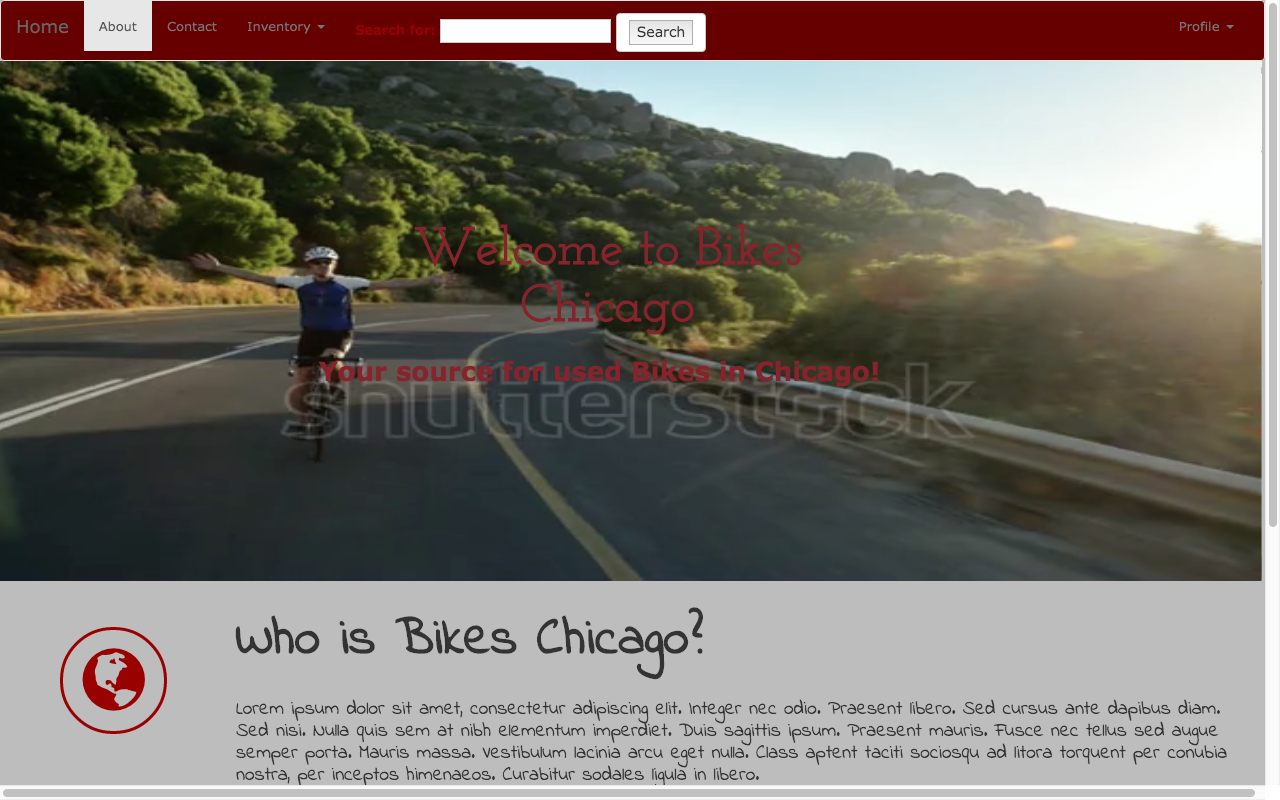 Home About Contact Inventory Search for: Search Profile
Welcome to Bikes
Chicago
Your source for used Bikes in Chicago!
shutterstock
Who is Bikes Chicago?
Lorem ipsum dolor sit amet, consectetur adipiscing elit. Integer nec odio. Praesent libero. Sed cursus ante dapibus diam.
Sed nisi. Nulla quis sem at nibh elementum imperdiet. Duis sagittis ipsum. Praesent mauris. Fusce nec tellus sed augue
semper porta. Mauris massa. Vestibulum lacinia arcu eget nulla. Class aptent taciti sociosqu ad litora torquent per conubia
nostra, per inceptos himenaeos. Curabitur sodales ligula in libero.